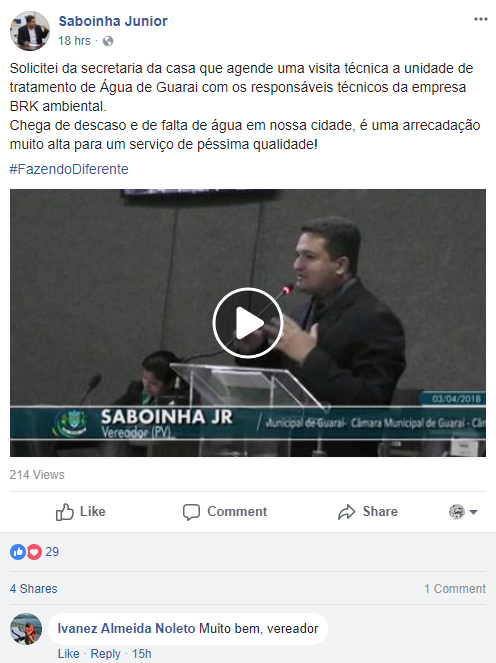 Saboinha Junior
18 hrs ·
Solicitei da secretaria da casa que agende uma visita técnica a unidade de
tratamento de Água de Guarai com os responsáveis técnicos da empresa
BRK ambiental.
Chega de descaso e de falta de água em nossa cidade, é uma arrecadação
muito alta para um serviço de péssima qualidade!
#FazendoDiferente
03/04/2018
SABOINHA JR
Vereador (PV)
Municipal de Guaraí- Câmara Municipal de Guaraí - Cân
214 Views
Like Comment Share
29
4 Shares 1 Comment
Ivanez Almeida Noleto Muito bem, vereador
Like · Reply · 15h